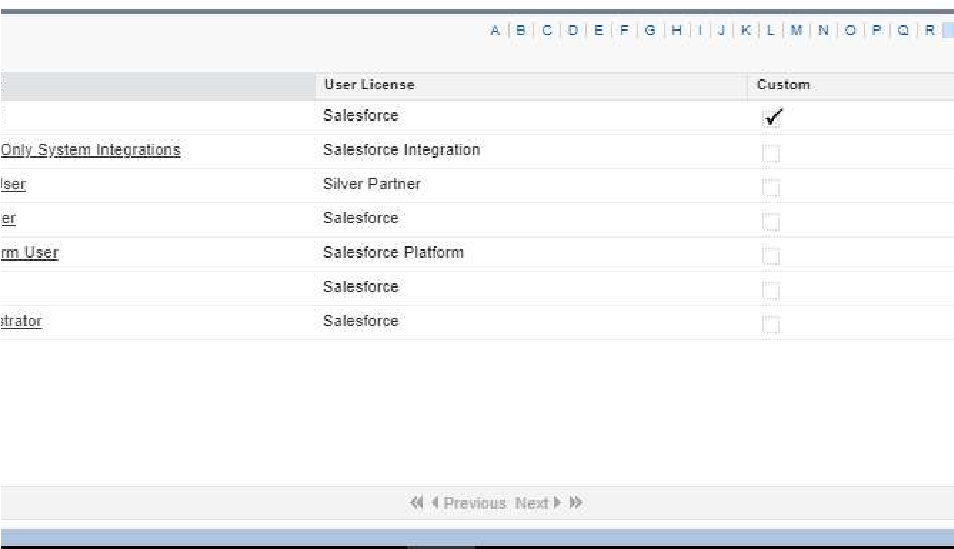 A | B | C | D | E | F | G | H | I | J | K | L | M | N | O | P | Q | R
User License Custom
Salesforce
Only System Integrations Salesforce Integration
Silver Partner
er Salesforce
rm User Salesforce Platform
Salesforce
strator Salesforce
Previous Next